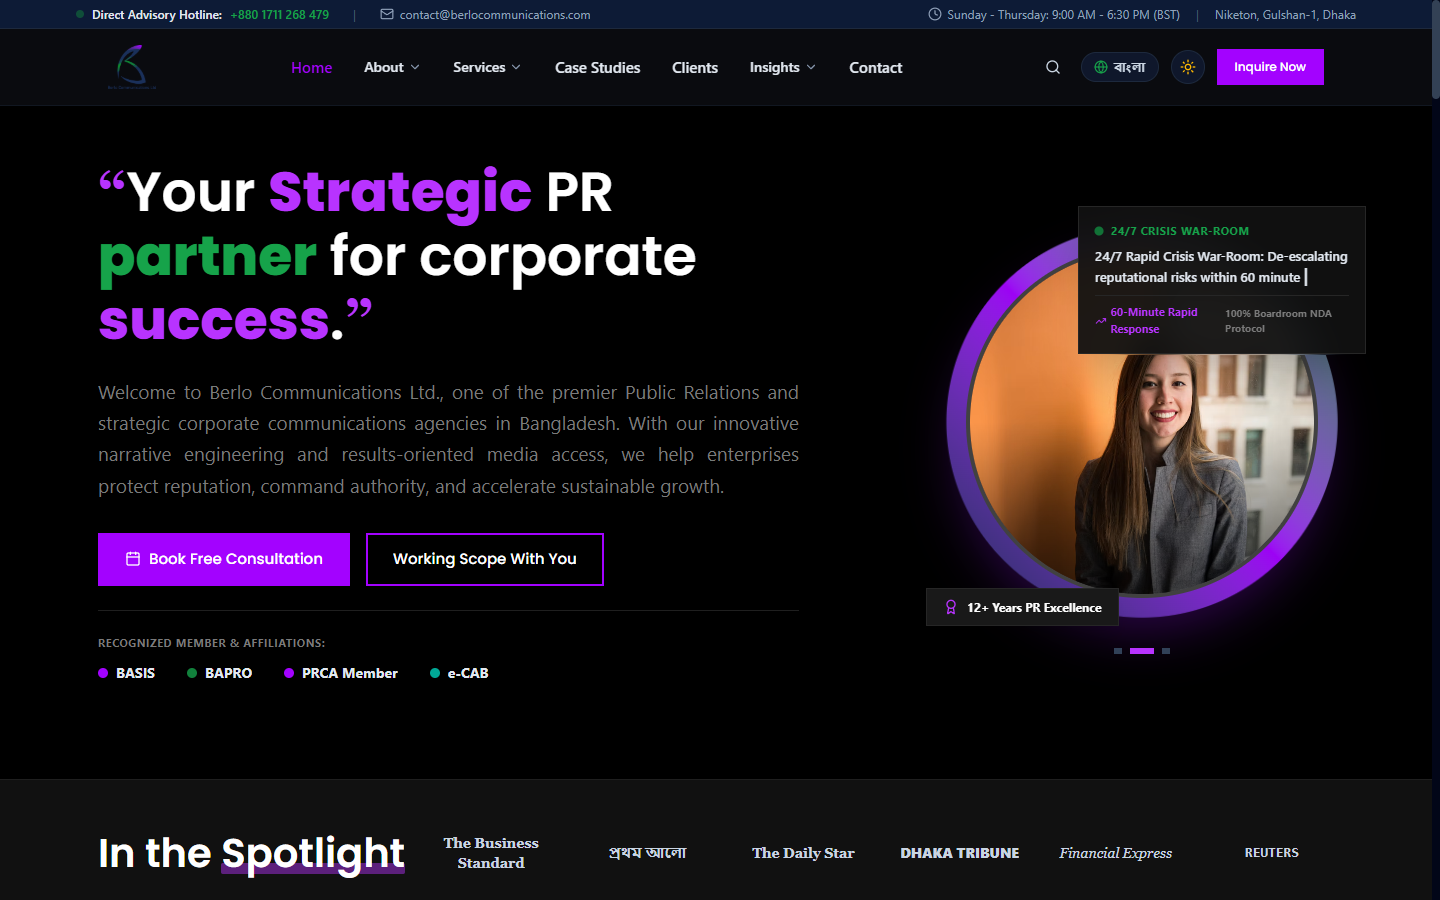 Direct Advisory Hotline: +880 1711 268 479 | contact@berlocommunications.com
Sunday - Thursday: 9:00 AM - 6:30 PM (BST) | Niketon, Gulshan-1, Dhaka
Home About Services Case Studies Clients Insights Contact
বাংলা
Inquire Now
“Your Strategic PR
partner for corporate
success.”
Welcome to Berlo Communications Ltd., one of the premier Public Relations and
strategic corporate communications agencies in Bangladesh. With our innovative
narrative engineering and results-oriented media access, we help enterprises
protect reputation, command authority, and accelerate sustainable growth.
Book Free Consultation
Working Scope With You
RECOGNIZED MEMBER & AFFILIATIONS:
BASIS BAPRO PRCA Member e-CAB
24/7 CRISIS WAR-ROOM
24/7 Rapid Crisis War-Room: De-escalating
reputational risks within 60 minute
60-Minute Rapid
Response
100% Boardroom NDA
Protocol
12+ Years PR Excellence
In the Spotlight
The Business
Standard
প্রথম আলো
The Daily Star
DHAKA TRIBUNE
Financial Express
REUTERS